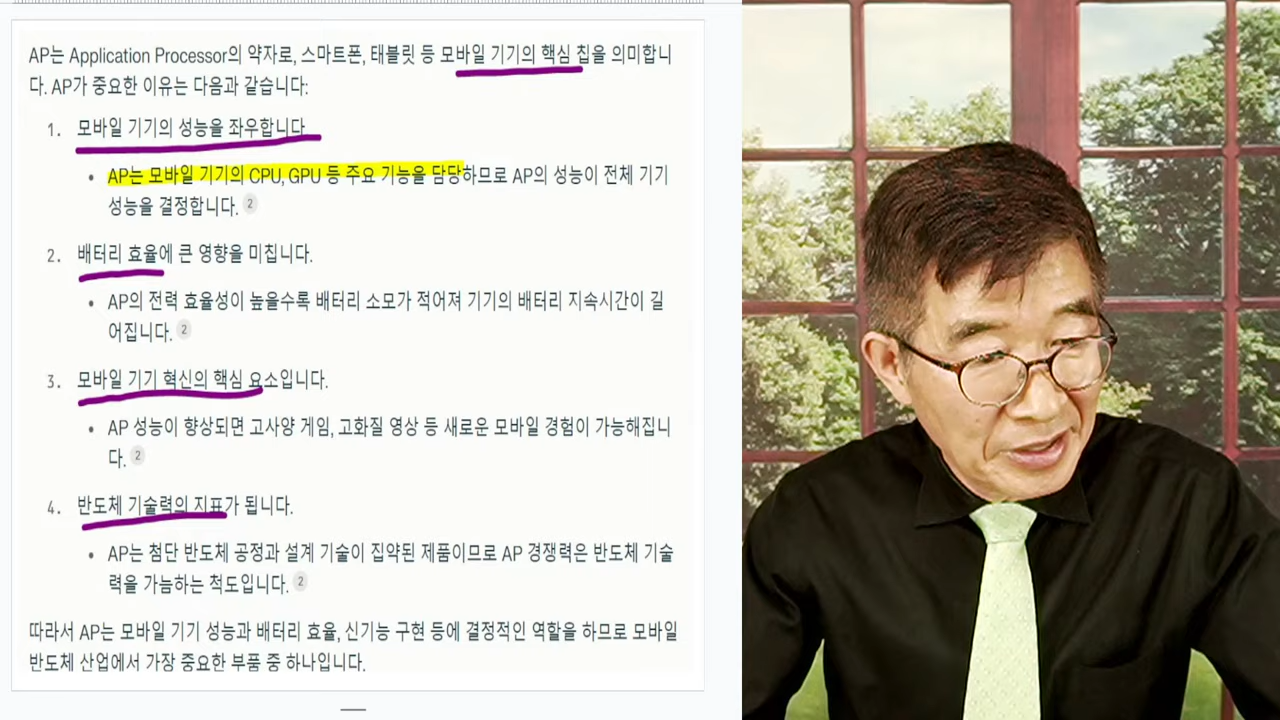 AP는 Application Processor의 약자로, 스마트폰, 태블릿 등 모바일 기기의 핵심 칩을 의미합니
다. AP가 중요한 이유는 다음과 같습니다:
1. 모바일 기기의 성능을 좌우합니다
• AP는 모바일 기기의 CPU, GPU 등 주요 기능을 담당하므로 AP의 성능이 전체 기기
성능을 결정합니다. 2
2. 배터리 효율에 큰 영향을 미칩니다.
• AP의 전력 효율성이 높을수록 배터리 소모가 적어져 기기의 배터리 지속시간이 길
어집니다. 2
3. 모바일 기기 혁신의 핵심 요소입니다.
• AP 성능이 향상되면 고사양 게임, 고화질 영상 등 새로운 모바일 경험이 가능해집니
다. 2
4. 반도체 기술력의 지표가 됩니다.
• AP는 첨단 반도체 공정과 설계 기술이 집약된 제품이므로 AP 경쟁력은 반도체 기술
력을 가늠하는 척도입니다. 2
따라서 AP는 모바일 기기 성능과 배터리 효율, 신기능 구현 등에 결정적인 역할을 하므로 모바일
반도체 산업에서 가장 중요한 부품 중 하나입니다.